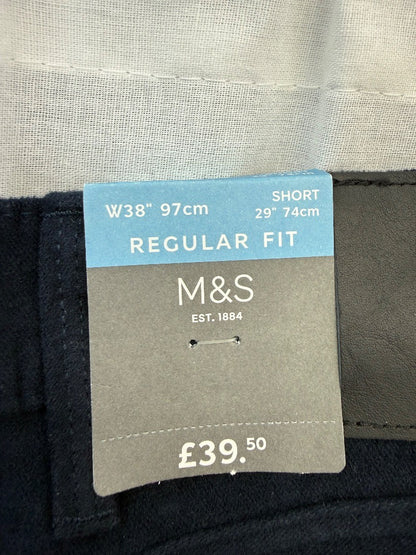 W38" 97cm
SHORT
29" 74cm
REGULAR FIT
M&S
EST. 1884
£39.50